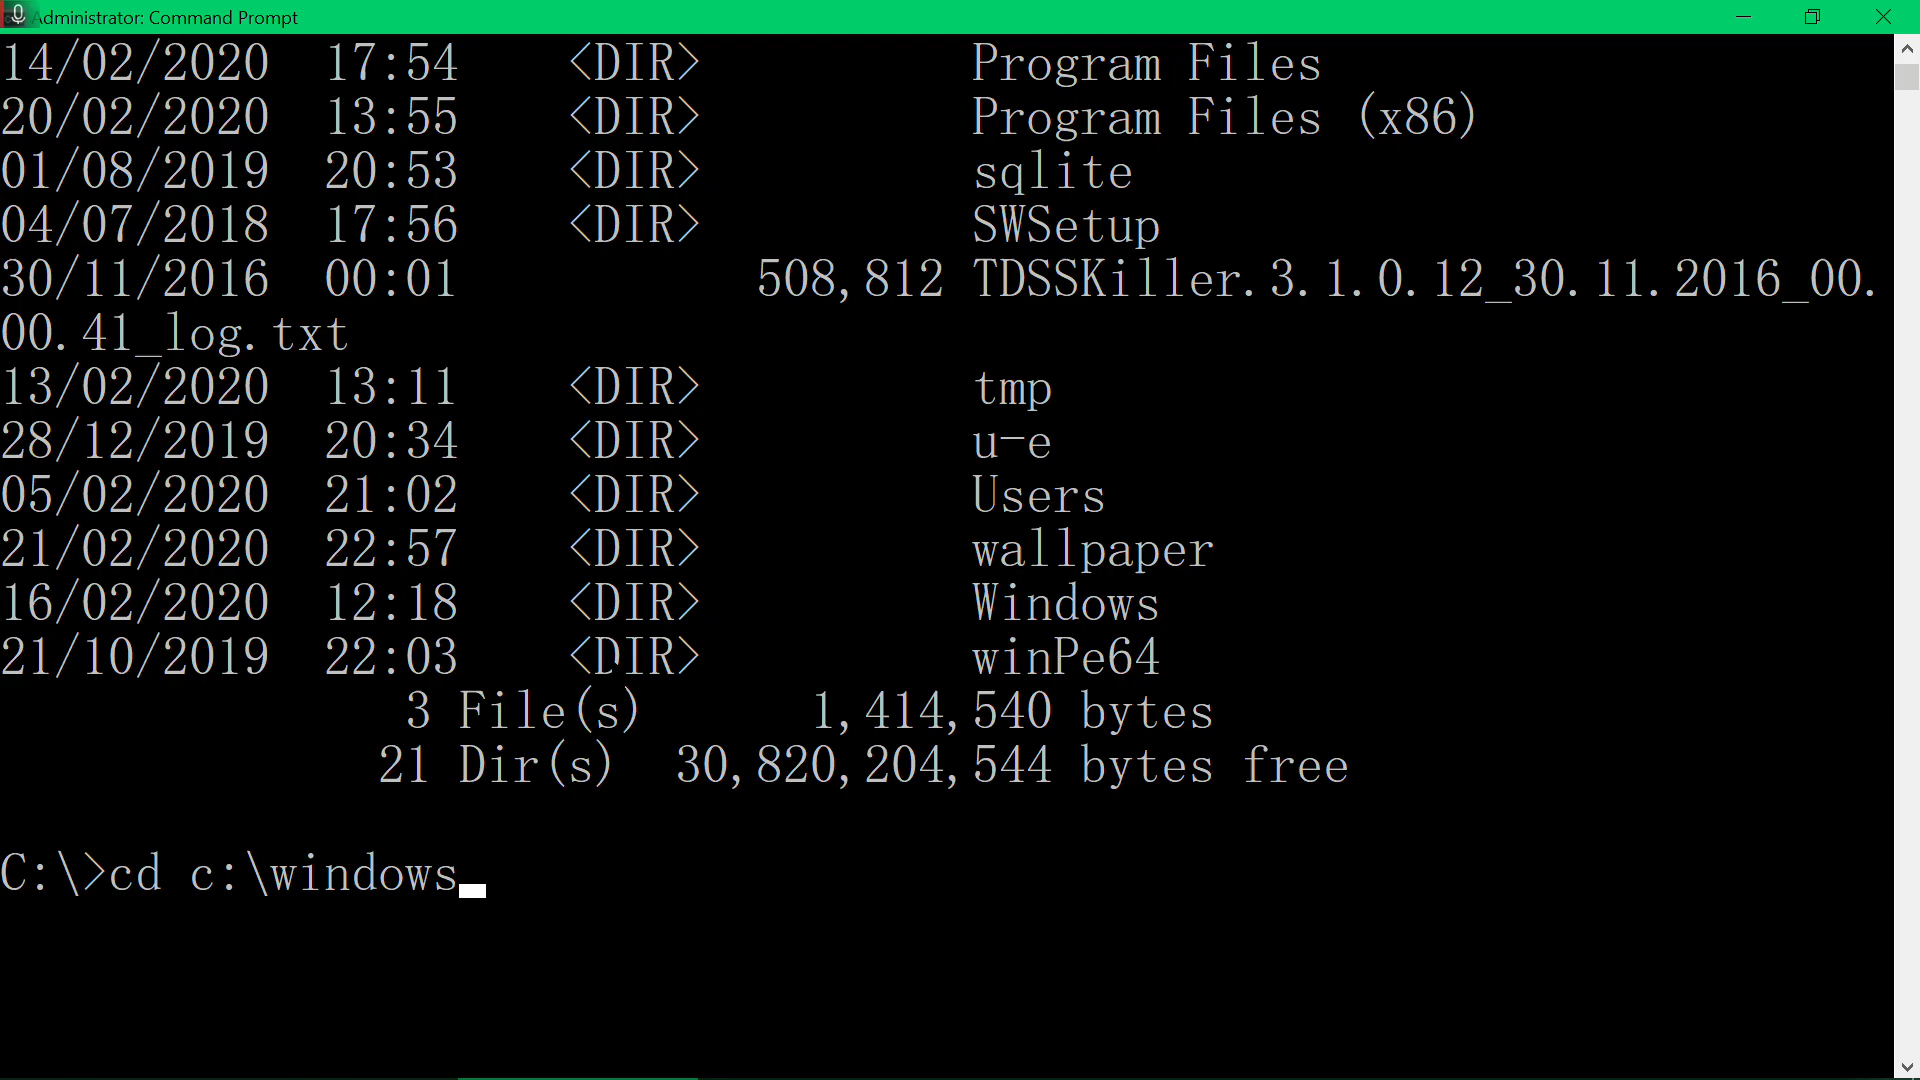 Administrator: Command Prompt
14/02/2020  17:54    <DIR>          Program Files
20/02/2020  13:55    <DIR>          Program Files (x86)
01/08/2019  20:53    <DIR>          sqlite
04/07/2018  17:56    <DIR>          SWSetup
30/11/2016  00:01           508,812 TDSSKiller.3.1.0.12_30.11.2016_00.
00.41_log.txt
13/02/2020  13:11    <DIR>          tmp
28/12/2019  20:34    <DIR>          u-e
05/02/2020  21:02    <DIR>          Users
21/02/2020  22:57    <DIR>          wallpaper
16/02/2020  12:18    <DIR>          Windows
21/10/2019  22:03    <DIR>          winPe64
3 File(s)      1,414,540 bytes
21 Dir(s)  30,820,204,544 bytes free
C:\>cd c:\windows